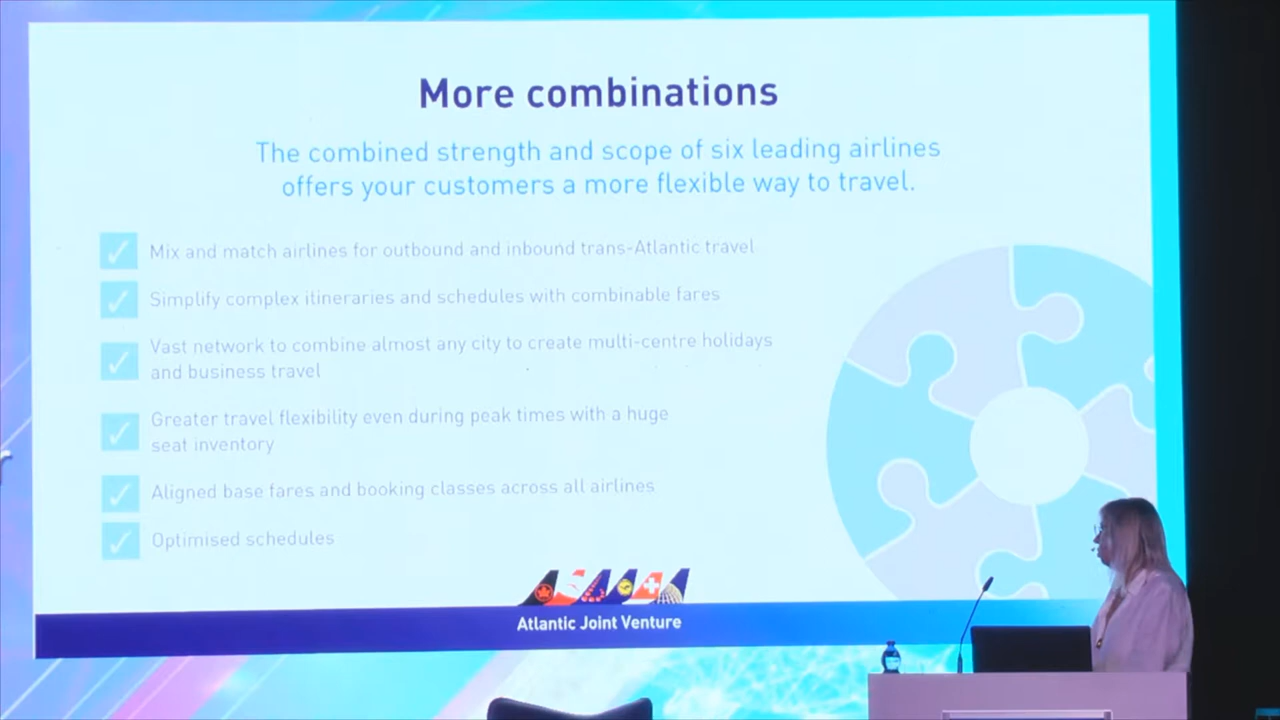 More combinations
The combined strength and scope of six leading airlines
offers your customers a more flexible way to travel.
Mix and match airlines for outbound and inbound trans-Atlantic travel
Simplify complex itineraries and schedules with combinable fares
Vast network to combine almost any city to create multi-centre holidays
and business travel
Greater travel flexibility even during peak times with a huge
seat inventory
Aligned base fares and booking classes across all airlines
Optimised schedules
Atlantic Joint Venture